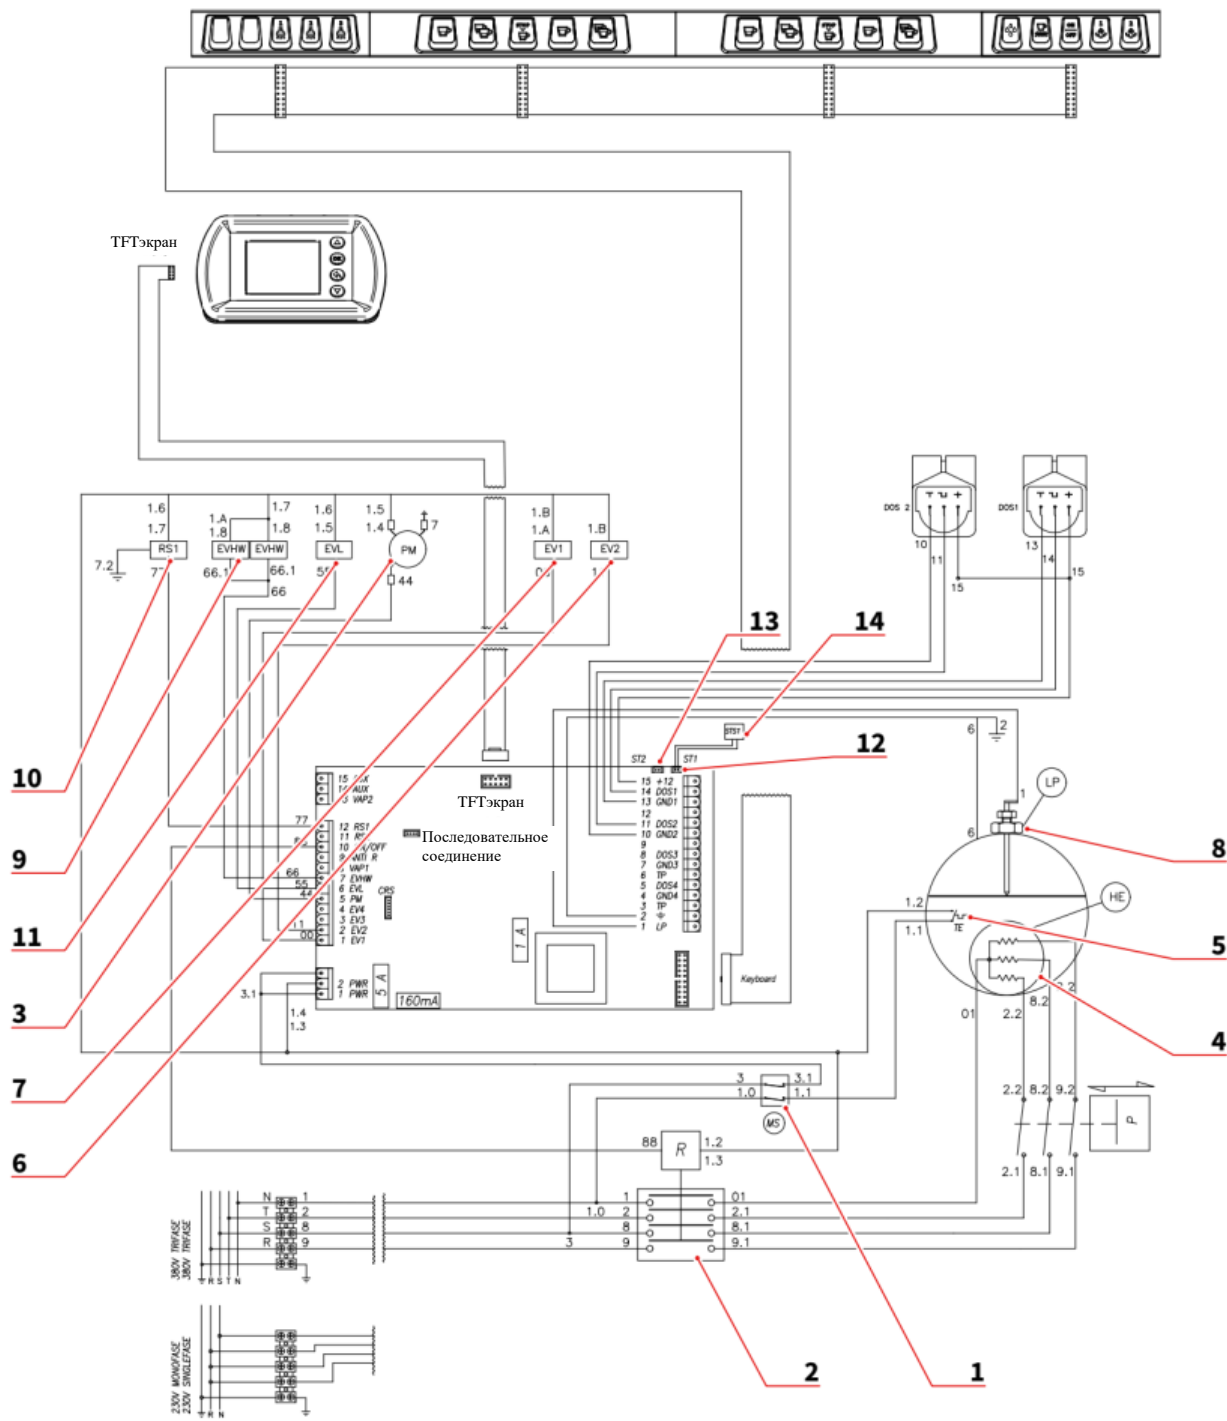 TFTэкран
1.6
1.7
1.5
1.7
1.A
1.8
1.8
1.6
1.5
1.4
7
1.B
1.A
1.B
RS1
EVHW
EVHW
EVL
PM
EV1
EV2
7.2
66.1
66.1
66
44
DOS 2
DOS1
10
11
13
14
15
15
13
14
12
10
9
11
3
7
6
8
5
4
2
1
STS1
ST2
ST1
TFTэкран
Последовательное
соединение
CRS
14 AUX
12 RS1
7 EVHW
6 EVL
5 PM
4 EV4
3 EV3
2 EV2
1 EV1
2 PWR
1 PWR
77
66
55
44
00
3.1
1.4
1.3
5 A
160mA
1 A
15 +12
14 DOS1
13 GND1
12
11 DOS2
10 GND2
9
8 DOS3
7 GND3
6 TP
5 DOS4
4 GND4
3 TP
2
1 LP
Keyboard
6
2
1
LP
6
HE
1.2
1.1
TE
01
2.2
8.2
2.2
8.2
9.2
P
2.1
8.1
9.1
3
3.1
1.0
1.1
MS
88
R
1.2
1.3
1
2
8
9
01
2.1
8.1
9.1
1.0
3
N 1
T 2
S 8
R 9
380V TRIFASE
380V TRIFASE
R S T N
230V MONOFASE
230V SINGLEFASE
R N